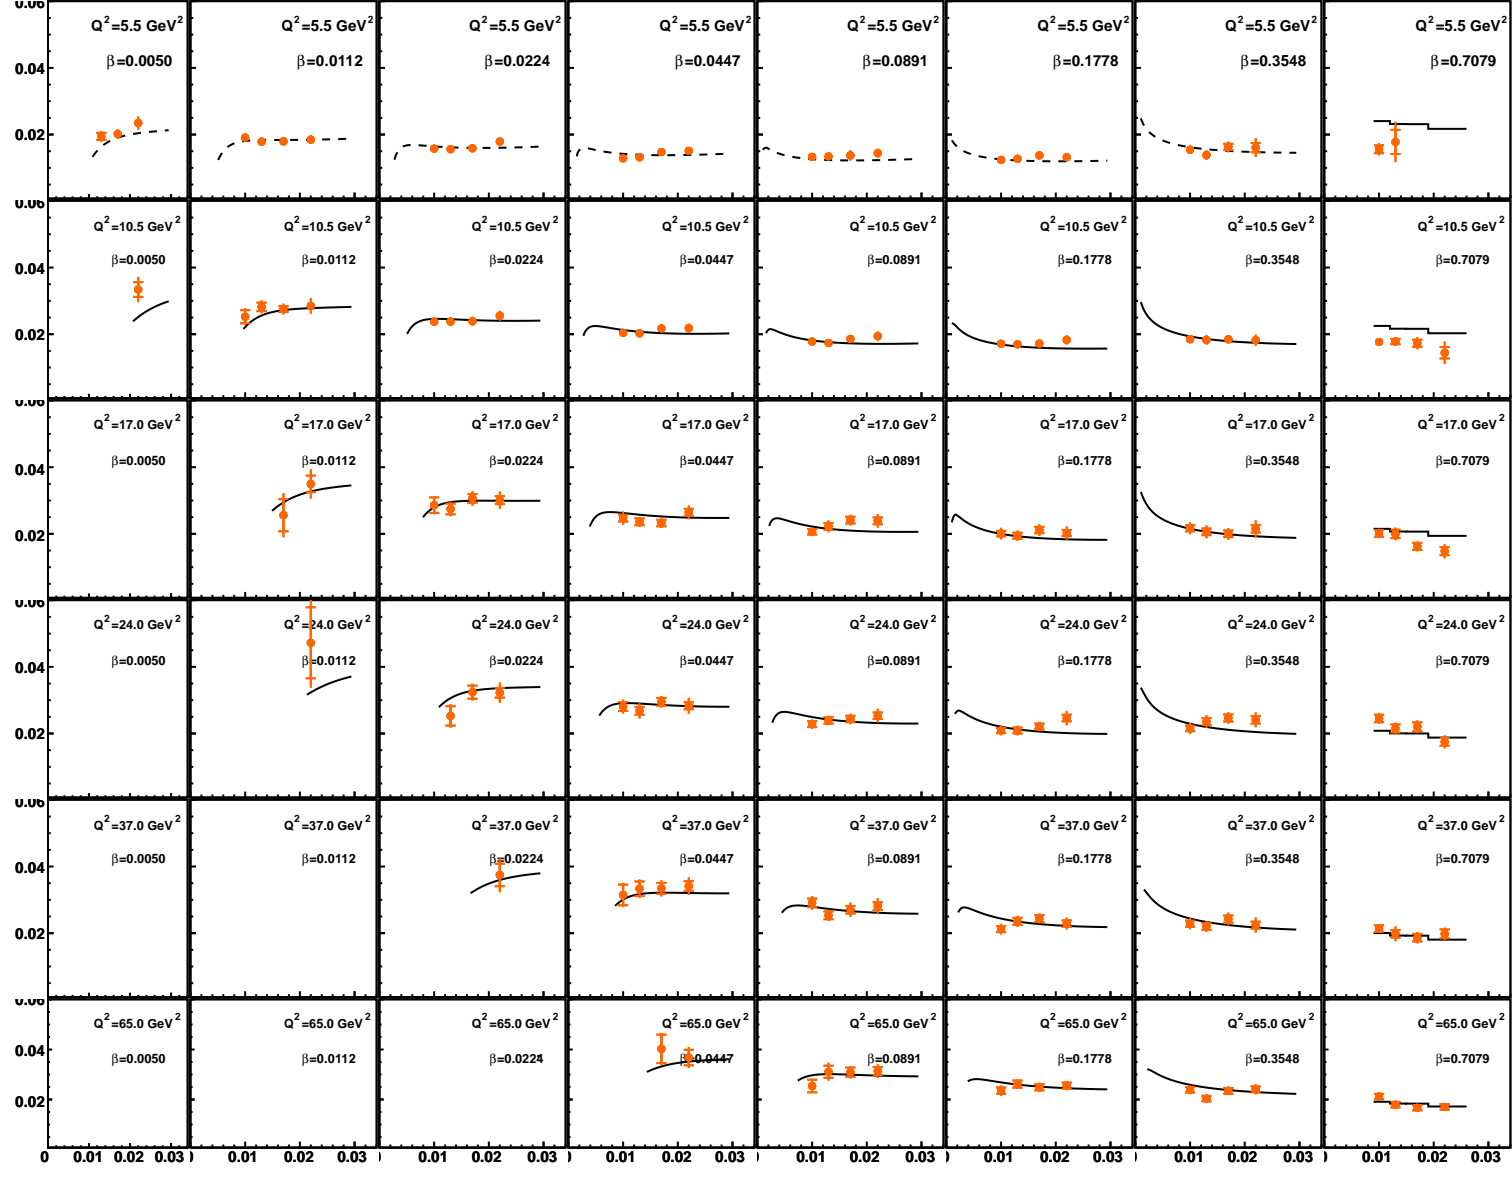 0.06
Q²=5.5 GeV² Q²=5.5 GeV² Q²=5.5 GeV² Q²=5.5 GeV² Q²=5.5 GeV² Q²=5.5 GeV² Q²=5.5 GeV² Q²=5.5 GeV²
0.04 β=0.0050 β=0.0112 β=0.0224 β=0.0447 β=0.0891 β=0.1778 β=0.3548 β=0.7079
0.02
0.06
Q²=10.5 GeV² Q²=10.5 GeV² Q²=10.5 GeV² Q²=10.5 GeV² Q²=10.5 GeV² Q²=10.5 GeV² Q²=10.5 GeV² Q²=10.5 GeV²
0.04 β=0.0050 β=0.0112 β=0.0224 β=0.0447 β=0.0891 β=0.1778 β=0.3548 β=0.7079
0.02
0.06
Q²=17.0 GeV² Q²=17.0 GeV² Q²=17.0 GeV² Q²=17.0 GeV² Q²=17.0 GeV² Q²=17.0 GeV² Q²=17.0 GeV² Q²=17.0 GeV²
0.04 β=0.0050 β=0.0112 β=0.0224 β=0.0447 β=0.0891 β=0.1778 β=0.3548 β=0.7079
0.02
0.06
Q²=24.0 GeV² Q²=24.0 GeV² Q²=24.0 GeV² Q²=24.0 GeV² Q²=24.0 GeV² Q²=24.0 GeV² Q²=24.0 GeV² Q²=24.0 GeV²
0.04 β=0.0050 β=0.0112 β=0.0224 β=0.0447 β=0.0891 β=0.1778 β=0.3548 β=0.7079
0.02
0.06
Q²=37.0 GeV² Q²=37.0 GeV² Q²=37.0 GeV² Q²=37.0 GeV² Q²=37.0 GeV² Q²=37.0 GeV² Q²=37.0 GeV² Q²=37.0 GeV²
0.04 β=0.0050 β=0.0112 β=0.0224 β=0.0447 β=0.0891 β=0.1778 β=0.3548 β=0.7079
0.02
0.06
Q²=65.0 GeV² Q²=65.0 GeV² Q²=65.0 GeV² Q²=65.0 GeV² Q²=65.0 GeV² Q²=65.0 GeV² Q²=65.0 GeV² Q²=65.0 GeV²
0.04 β=0.0050 β=0.0112 β=0.0224 β=0.0447 β=0.0891 β=0.1778 β=0.3548 β=0.7079
0.02
0 0.01 0.02 0.03 0.01 0.02 0.03 0.01 0.02 0.03 0.01 0.02 0.03 0.01 0.02 0.03 0.01 0.02 0.03 0.01 0.02 0.03 0.01 0.02 0.03